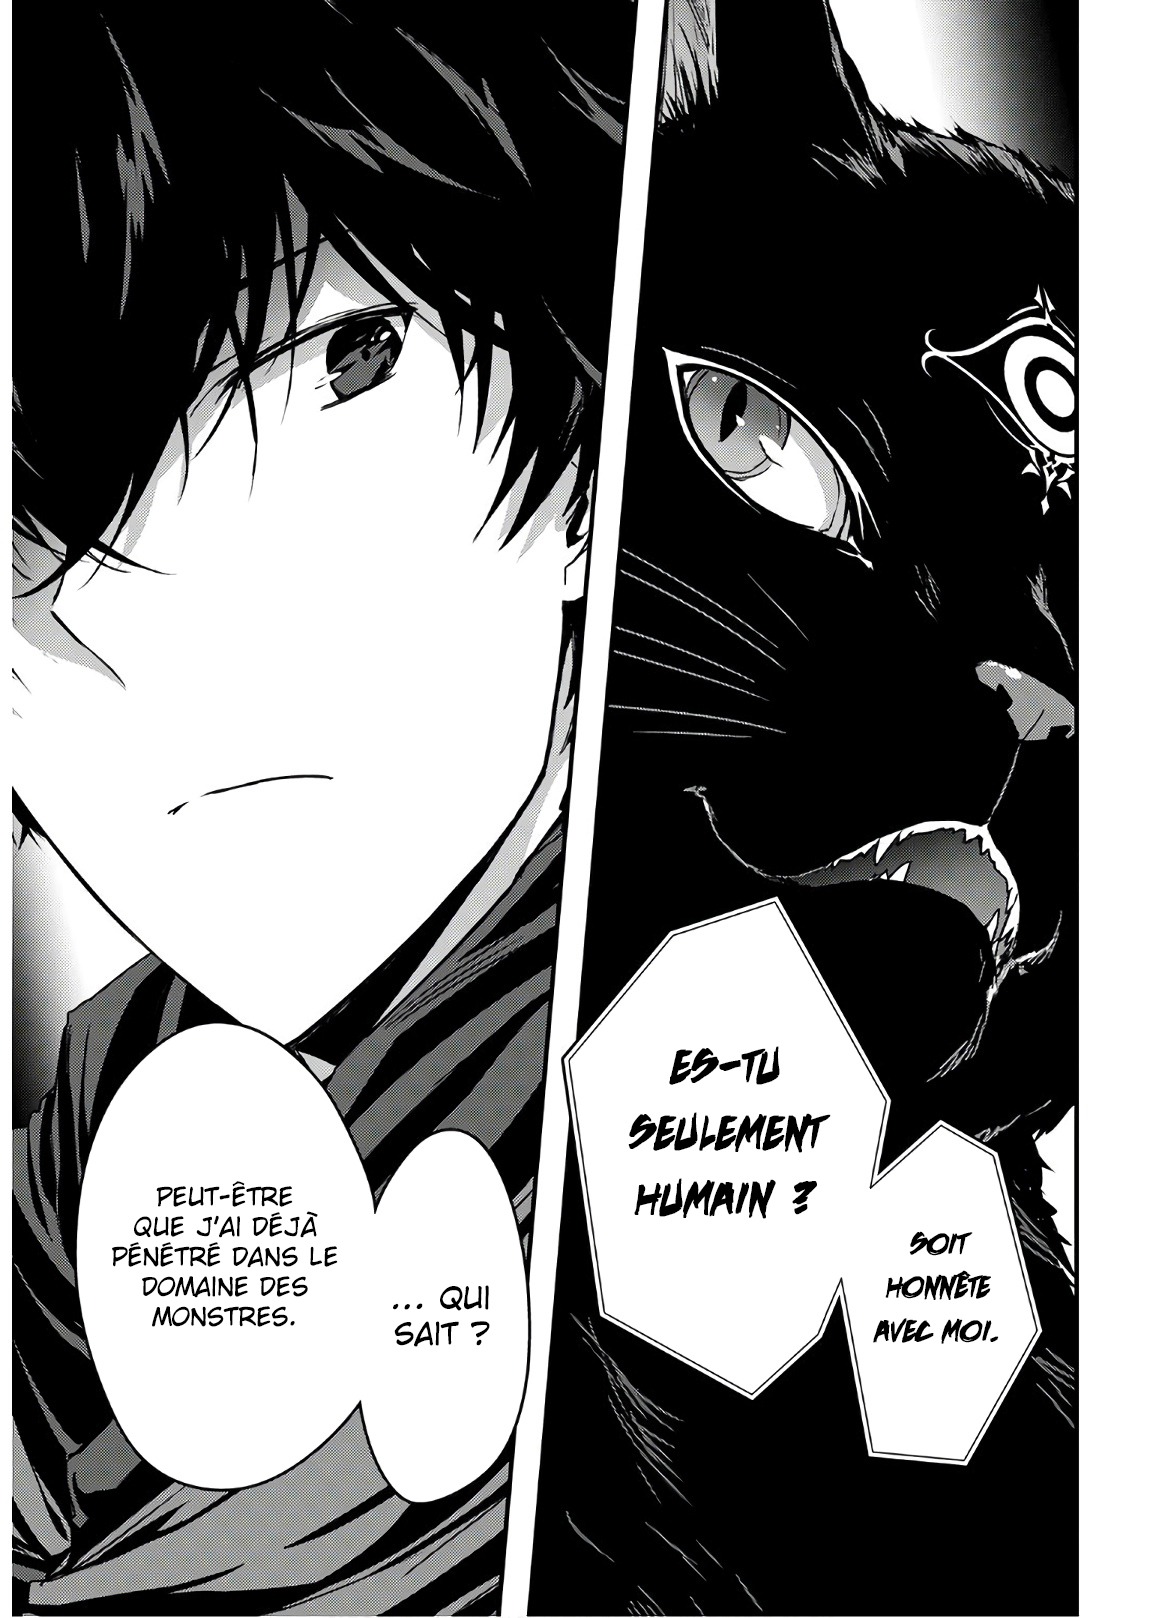 SOIT
HONNÊTE
AVEC MOI.
ES-TU
SEULEMENT
HUMAIN ?
... QUI
SAIT ?
PEUT-ÊTRE
QUE J'AI DÉJÀ
PÉNÉTRÉ DANS LE
DOMAINE DES
MONSTRES.